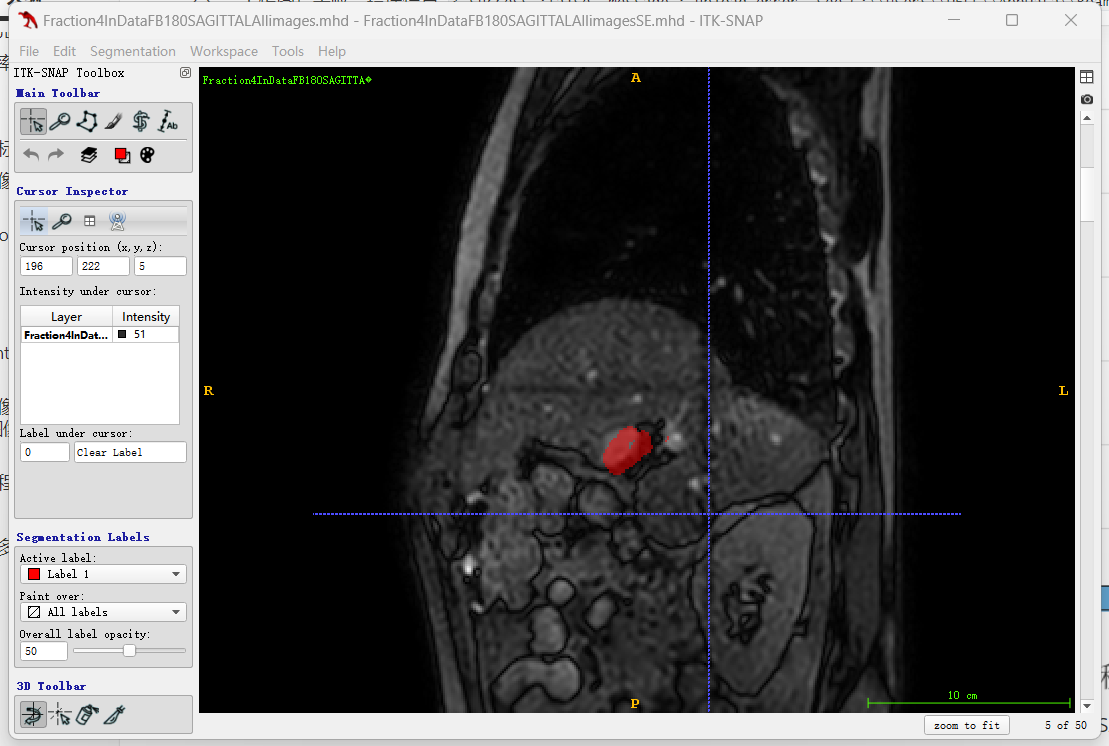 Fraction4InDataFB180SAGITTALAllimages.mhd - Fraction4InDataFB180SAGITTALAllimagesSE.mhd - ITK-SNAP
File Edit Segmentation Workspace Tools Help
ITK-SNAP Toolbox
Main Toolbar
Ab
Cursor Inspector
Cursor position (x,y,z):
196 222 5
Intensity under cursor:
Layer Intensity
Fraction4InDat... 51
Label under cursor:
0 Clear Label
Segmentation Labels
Active label:
Label 1
Paint over:
All labels
Overall label opacity:
50
3D Toolbar
Fraction4InDataFB180SAGITTA
A
R
L
P
10 cm
zoom to fit 5 of 50